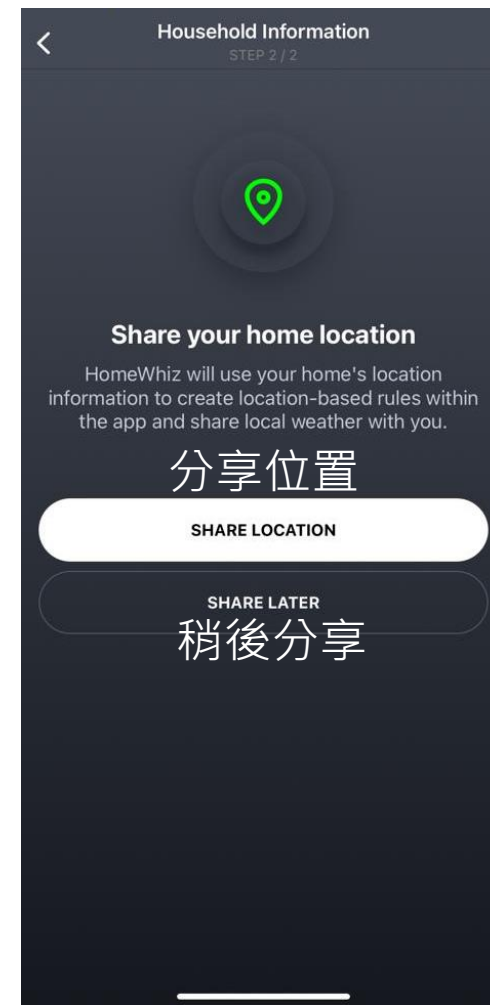 Household Information
STEP 2 / 2
Share your home location
HomeWhiz will use your home's location
information to create location-based rules within
the app and share local weather with you.
分享位置
SHARE LOCATION
SHARE LATER
稍後分享